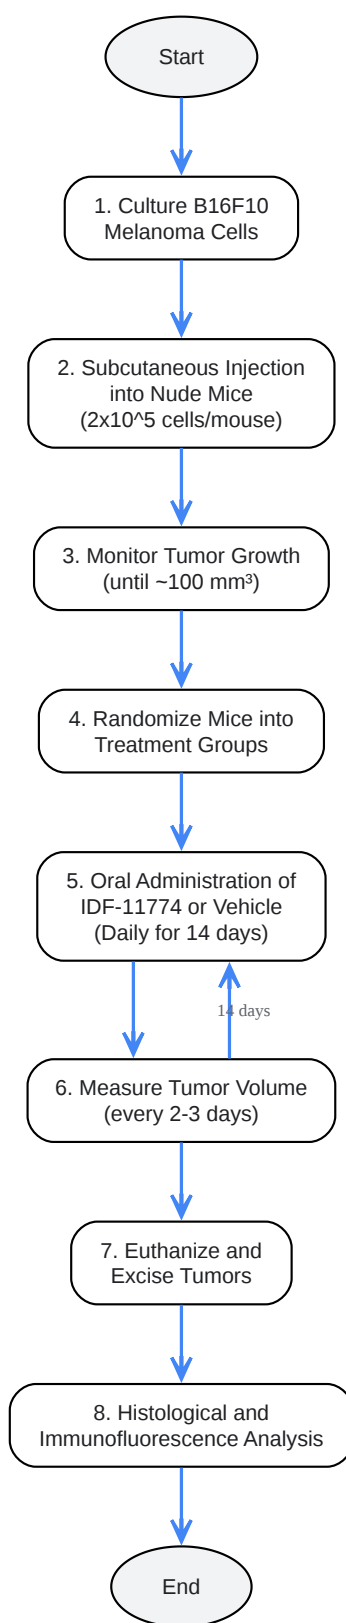 Start
1. Culture B16F10
Melanoma Cells
2. Subcutaneous Injection
into Nude Mice
(2x10^5 cells/mouse)
3. Monitor Tumor Growth
(until ~100 mm³)
4. Randomize Mice into
Treatment Groups
5. Oral Administration of
IDF-11774 or Vehicle
(Daily for 14 days)
14 days
6. Measure Tumor Volume
(every 2-3 days)
7. Euthanize and
Excise Tumors
8. Histological and
Immunofluorescence Analysis
End